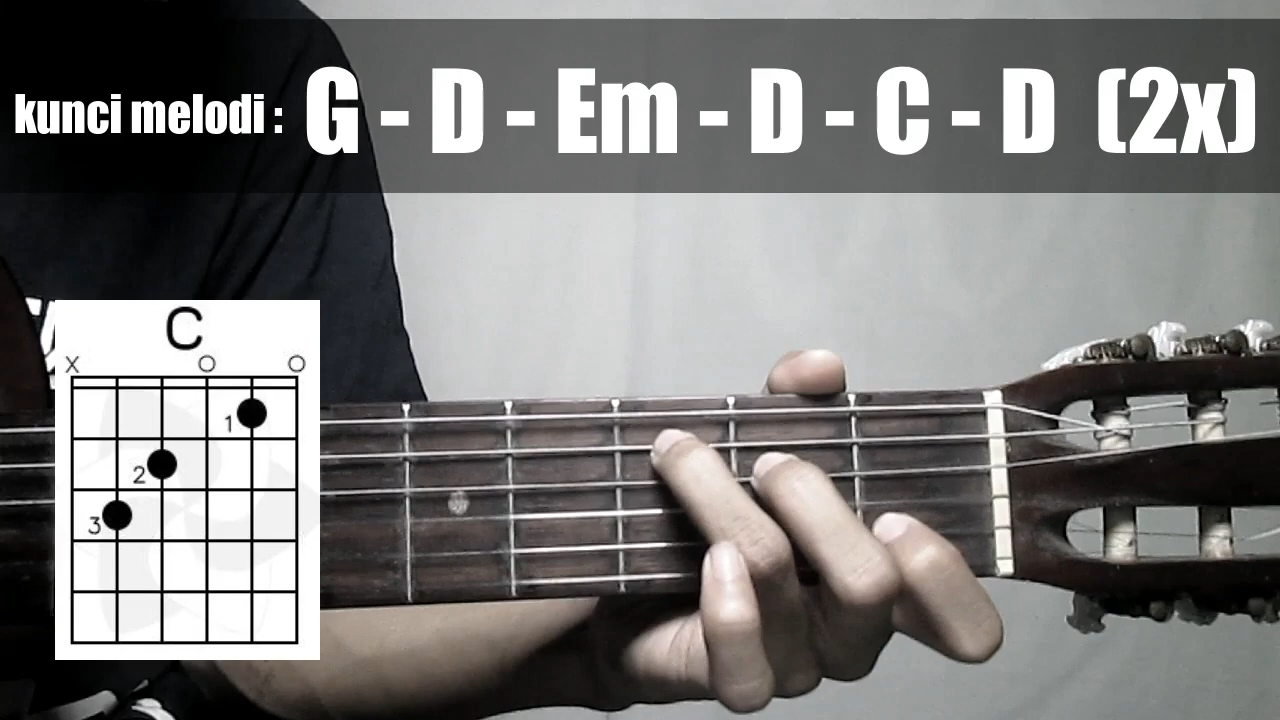 kunci melodi : G - D - Em - D - C - D (2x)
C
X O O
1
2
3